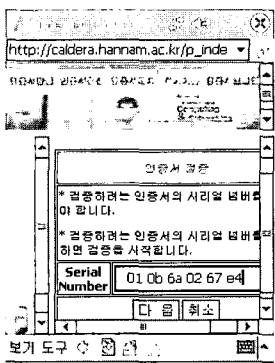 http://caldera.hannam.ac.kr/p_inde
인증서 검증
* 검증하려는 인증서의 시리얼 넘버를
야 합니다.
* 검증하려는 인증서의 시리얼 넘버를
하면 검증을 시작합니다.
Serial
Number
01 0b 6a 02 67 e4
다 음 취소
보기 도구